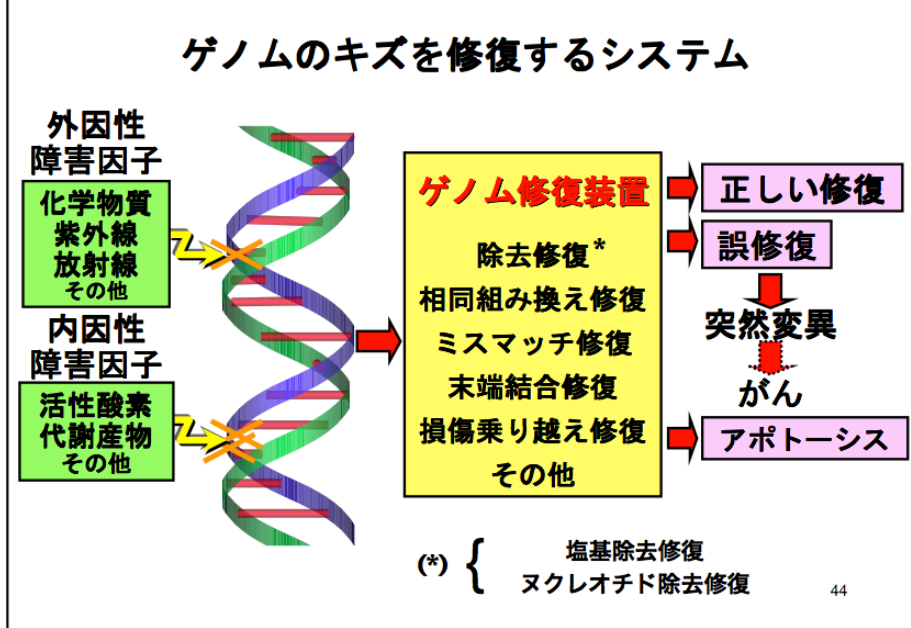 ゲノムのキズを修復するシステム
外因性
障害因子
化学物質
紫外線
放射線
その他
内因性
障害因子
活性酸素
代謝産物
その他
ゲノム修復装置
除去修復*
相同組み換え修復
ミスマッチ修復
末端結合修復
損傷乗り越え修復
その他
正しい修復
誤修復
突然変異
がん
アポトーシス
(*) { 塩基除去修復
ヌクレオチド除去修復
44